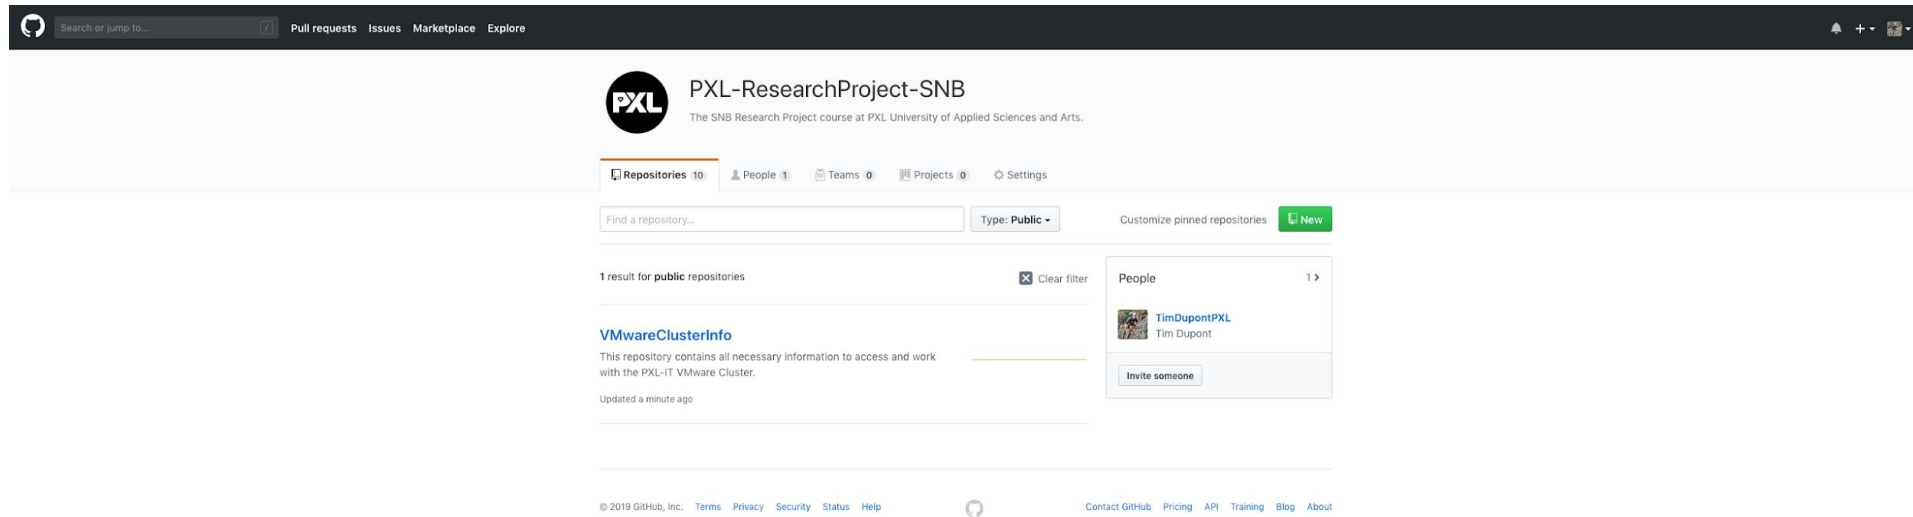 Search or jump to... /
Pull requests Issues Marketplace Explore
PXL
PXL-ResearchProject-SNB
The SNB Research Project course at PXL University of Applied Sciences and Arts.
Repositories 10 People 1 Teams 0 Projects 0 Settings
Find a repository... Type: Public Customize pinned repositories New
1 result for public repositories Clear filter
VMwareClusterInfo
This repository contains all necessary information to access and work
with the PXL-IT VMware Cluster.
Updated a minute ago
People 1
TimDupontPXL
Tim Dupont
Invite someone
© 2019 GitHub, Inc. Terms Privacy Security Status Help Contact GitHub Pricing API Training Blog About